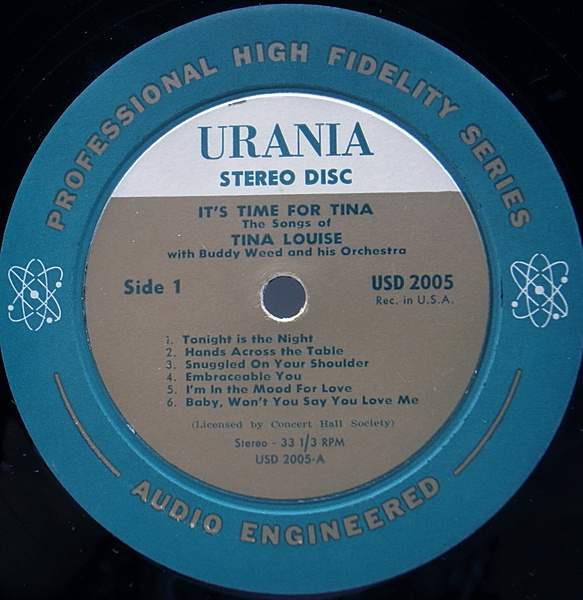 PROFESSIONAL HIGH FIDELITY SERIES
URANIA
STEREO DISC
IT'S TIME FOR TINA
The Songs of
TINA LOUISE
with Buddy Weed and his Orchestra
Side 1
USD 2005
Rec. in U.S.A.
1. Tonight is the Night
2. Hands Across the Table
3. Snuggled On Your Shoulder
4. Embraceable You
5. I'm In the Mood For Love
6. Baby, Won't You Say You Love Me
(Licensed by Concert Hall Society)
Stereo - 33 1/3 RPM
USD 2005-A
AUDIO ENGINEERED